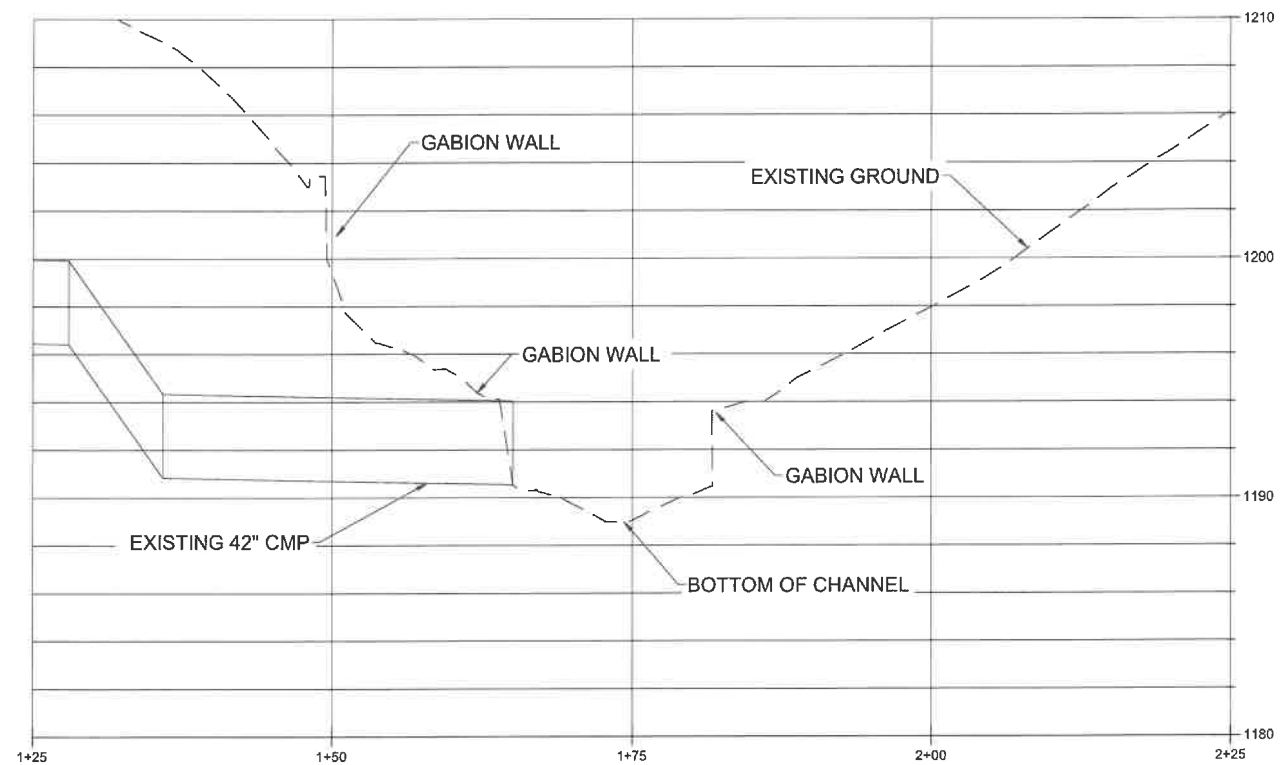 1210
GABION WALL
EXISTING GROUND
1200
GABION WALL
GABION WALL
1190
EXISTING 42" CMP
BOTTOM OF CHANNEL
1180
1+25
1+50
1+75
2+00
2+25